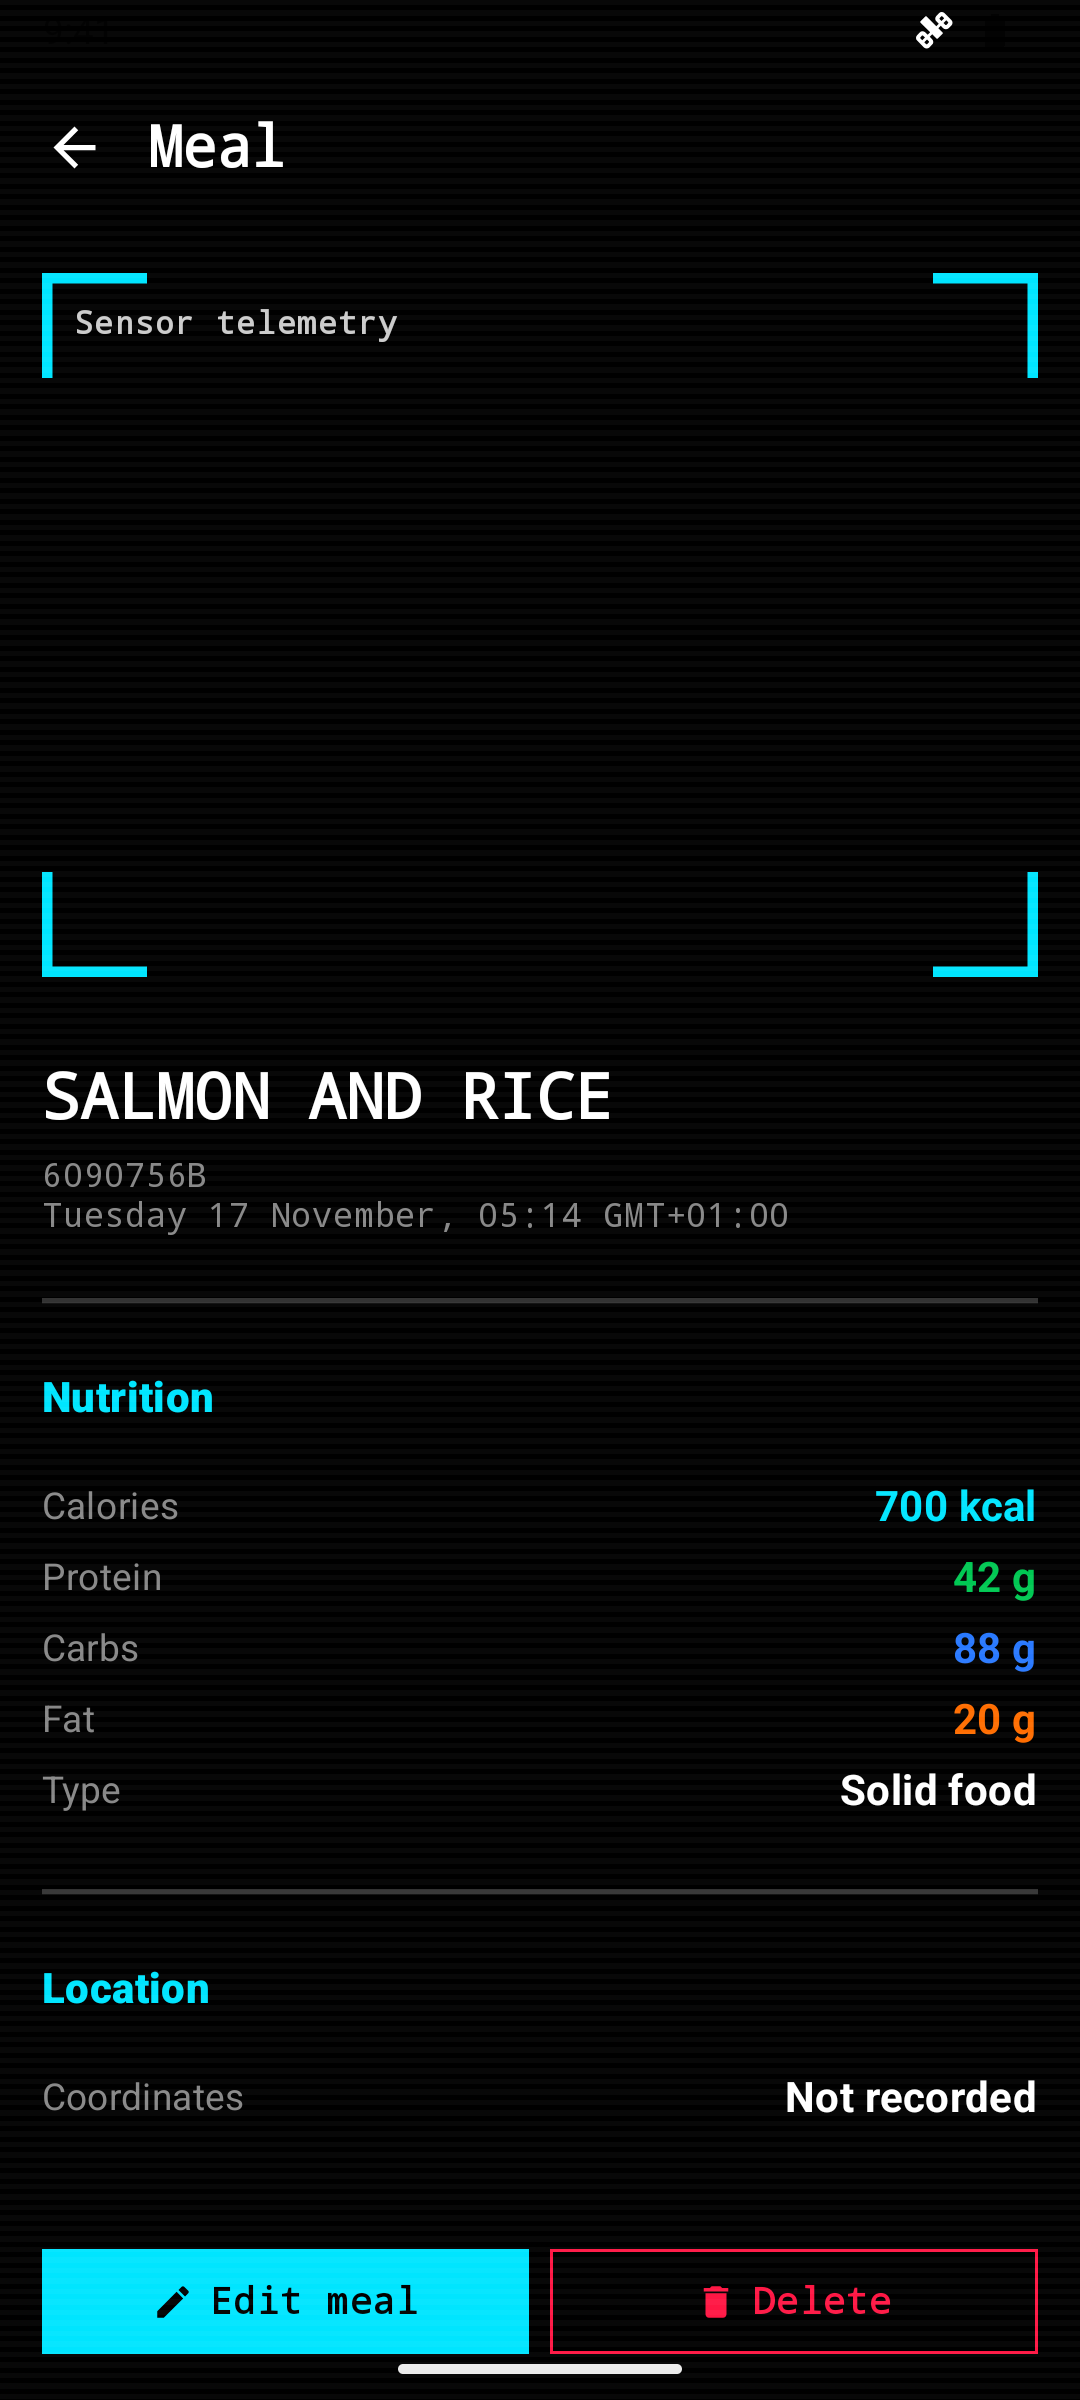 Meal
Sensor telemetry
SALMON AND RICE
6090756B
Tuesday 17 November, 05:14 GMT+01:00
Nutrition
Calories 700 kcal
Protein 42 g
Carbs 88 g
Fat 20 g
Type Solid food
Location
Coordinates Not recorded
Edit meal Delete